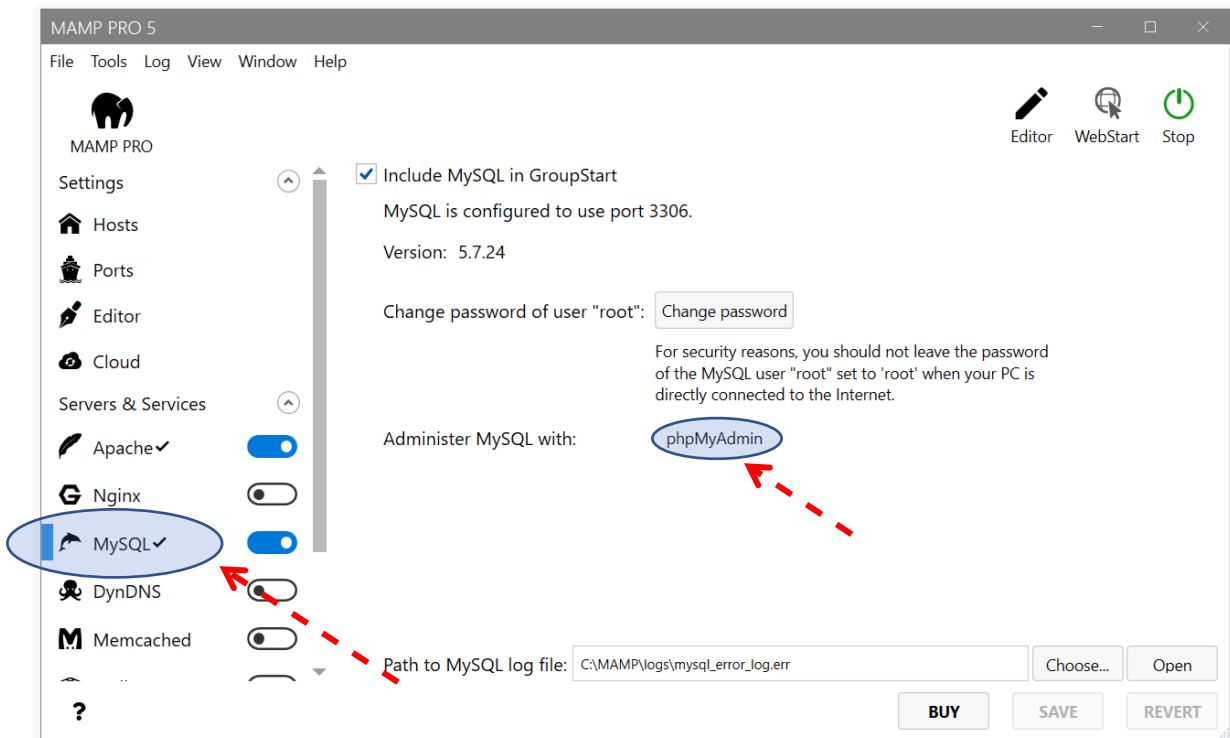 MAMP PRO 5
File Tools Log View Window Help
MAMP PRO
Editor WebStart Stop
Settings
Hosts
Ports
Editor
Cloud
Servers & Services
Apache
Nginx
MySQL
DynDNS
Memcached
Include MySQL in GroupStart
MySQL is configured to use port 3306.
Version: 5.7.24
Change password of user "root": Change password
For security reasons, you should not leave the password
of the MySQL user "root" set to 'root' when your PC is
directly connected to the Internet.
Administer MySQL with: phpMyAdmin
Path to MySQL log file: C:\MAMP\logs\mysql_error_log.err Choose... Open
? BUY SAVE REVERT